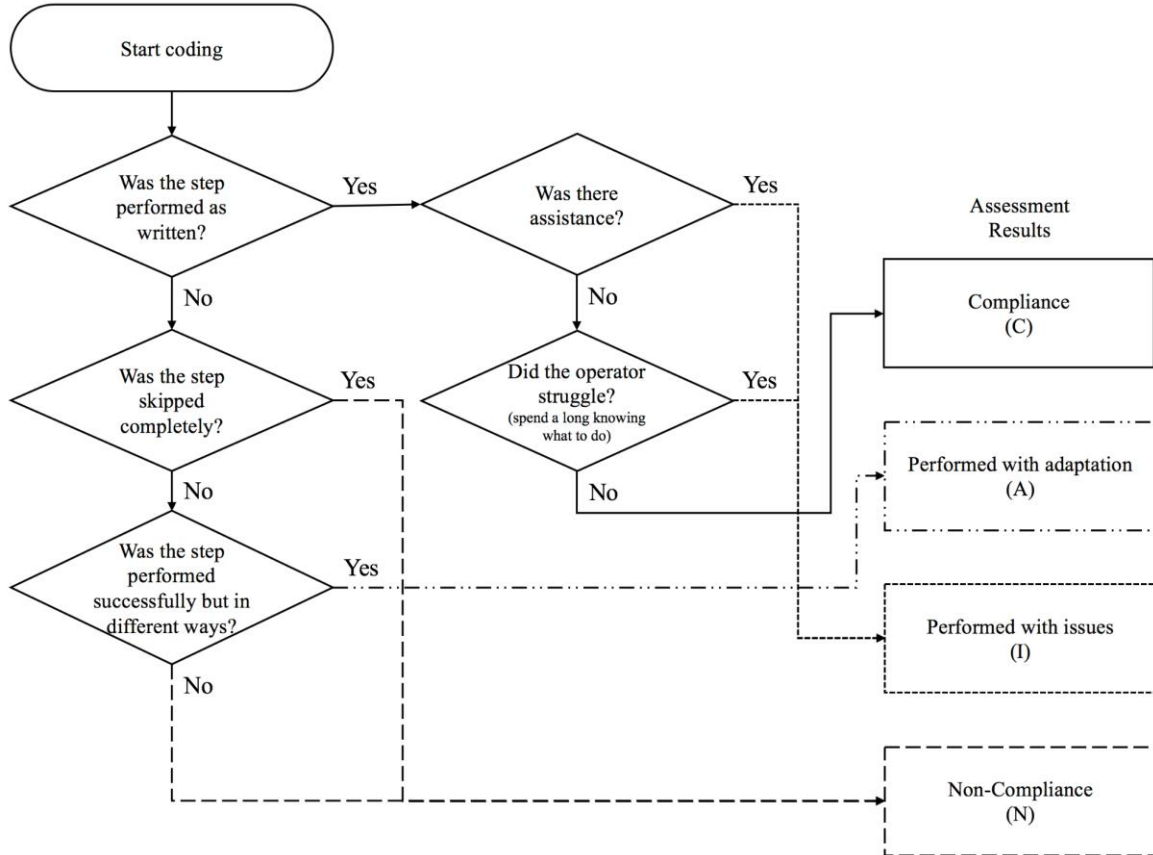 Start coding
Was the step
performed as
written?
Yes
Was there
assistance?
Yes
Assessment
Results
No
No
Compliance
(C)
Was the step
skipped
completely?
Yes
Did the operator
struggle?
(spend a long knowing
what to do)
Yes
No
No
Performed with adaptation
(A)
Was the step
performed
successfully but in
different ways?
Yes
Performed with issues
(I)
No
Non-Compliance
(N)